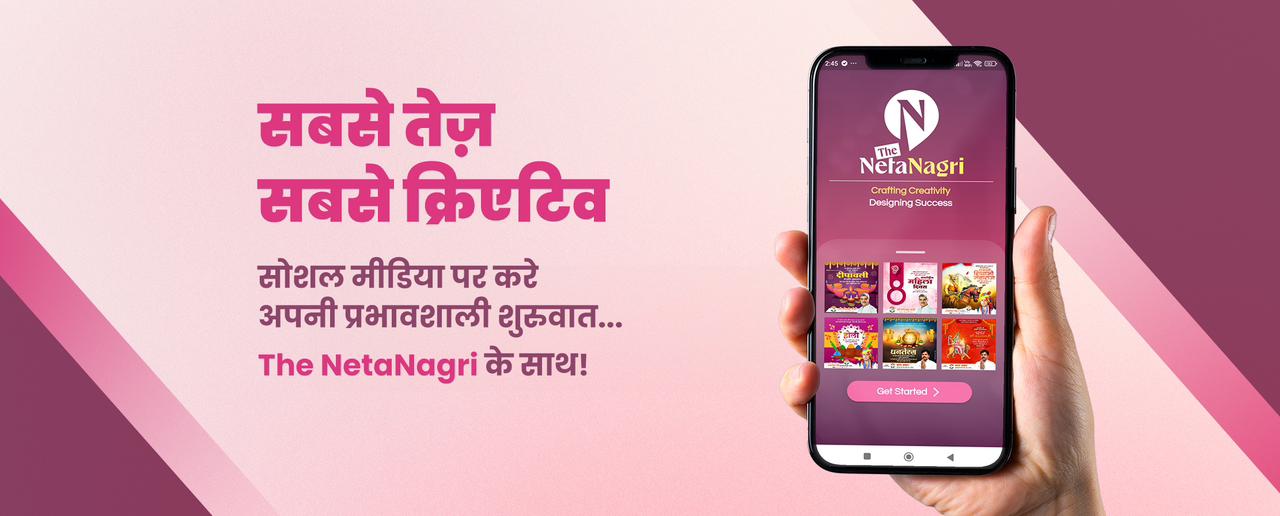 सबसे तेज़
सबसे क्रिएटिव
सोशल मीडिया पर करे
अपनी प्रभावशाली शुरुवात...
The NetaNagri के साथ!
2:45
The
NetaNagri
Crafting Creativity
Designing Success
दीपावली
महिला
दिवस
होली
धनतेरस
Get Started